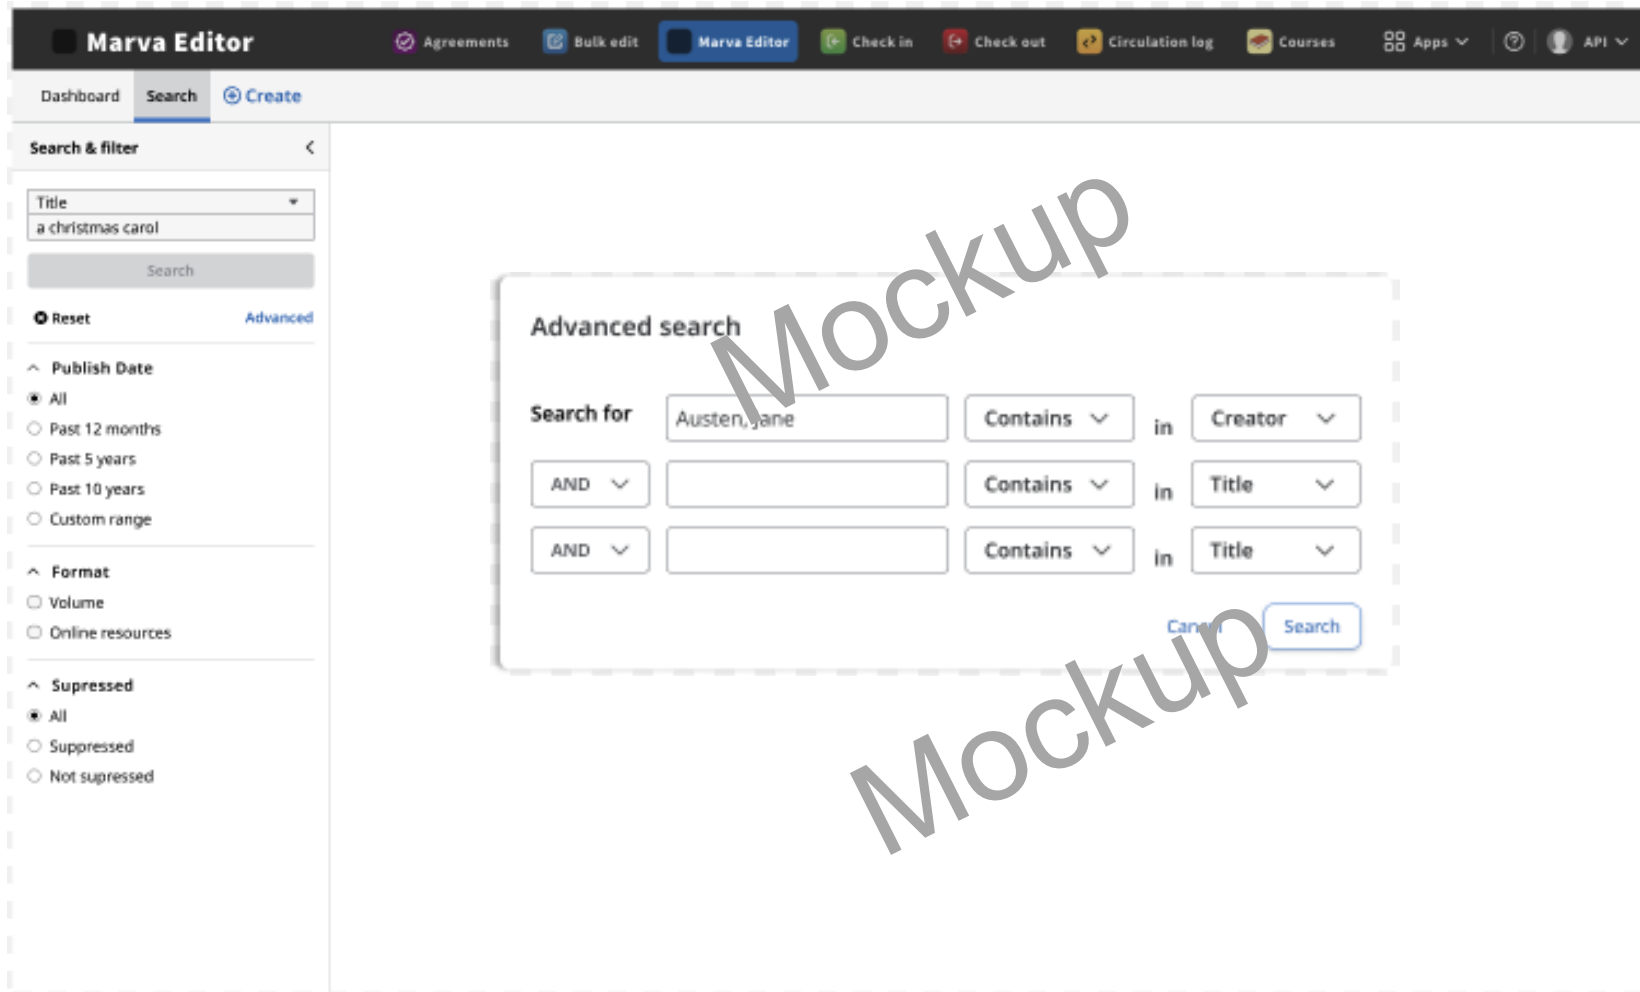 Marva Editor
Agreements
Bulk edit
Marva Editor
Check in
Check out
Circulation log
Courses
Apps
API
Dashboard
Search
Create
Search & filter
Title
a christmas carol
Search
Reset
Advanced
Publish Date
All
Past 12 months
Past 5 years
Past 10 years
Custom range
Format
Volume
Online resources
Supressed
All
Suppressed
Not supressed
Mockup
Advanced search
Search for
Austen, Jane
Contains
in
Creator
AND
Contains
in
Title
AND
Contains
in
Title
Cancel
Search
Mockup